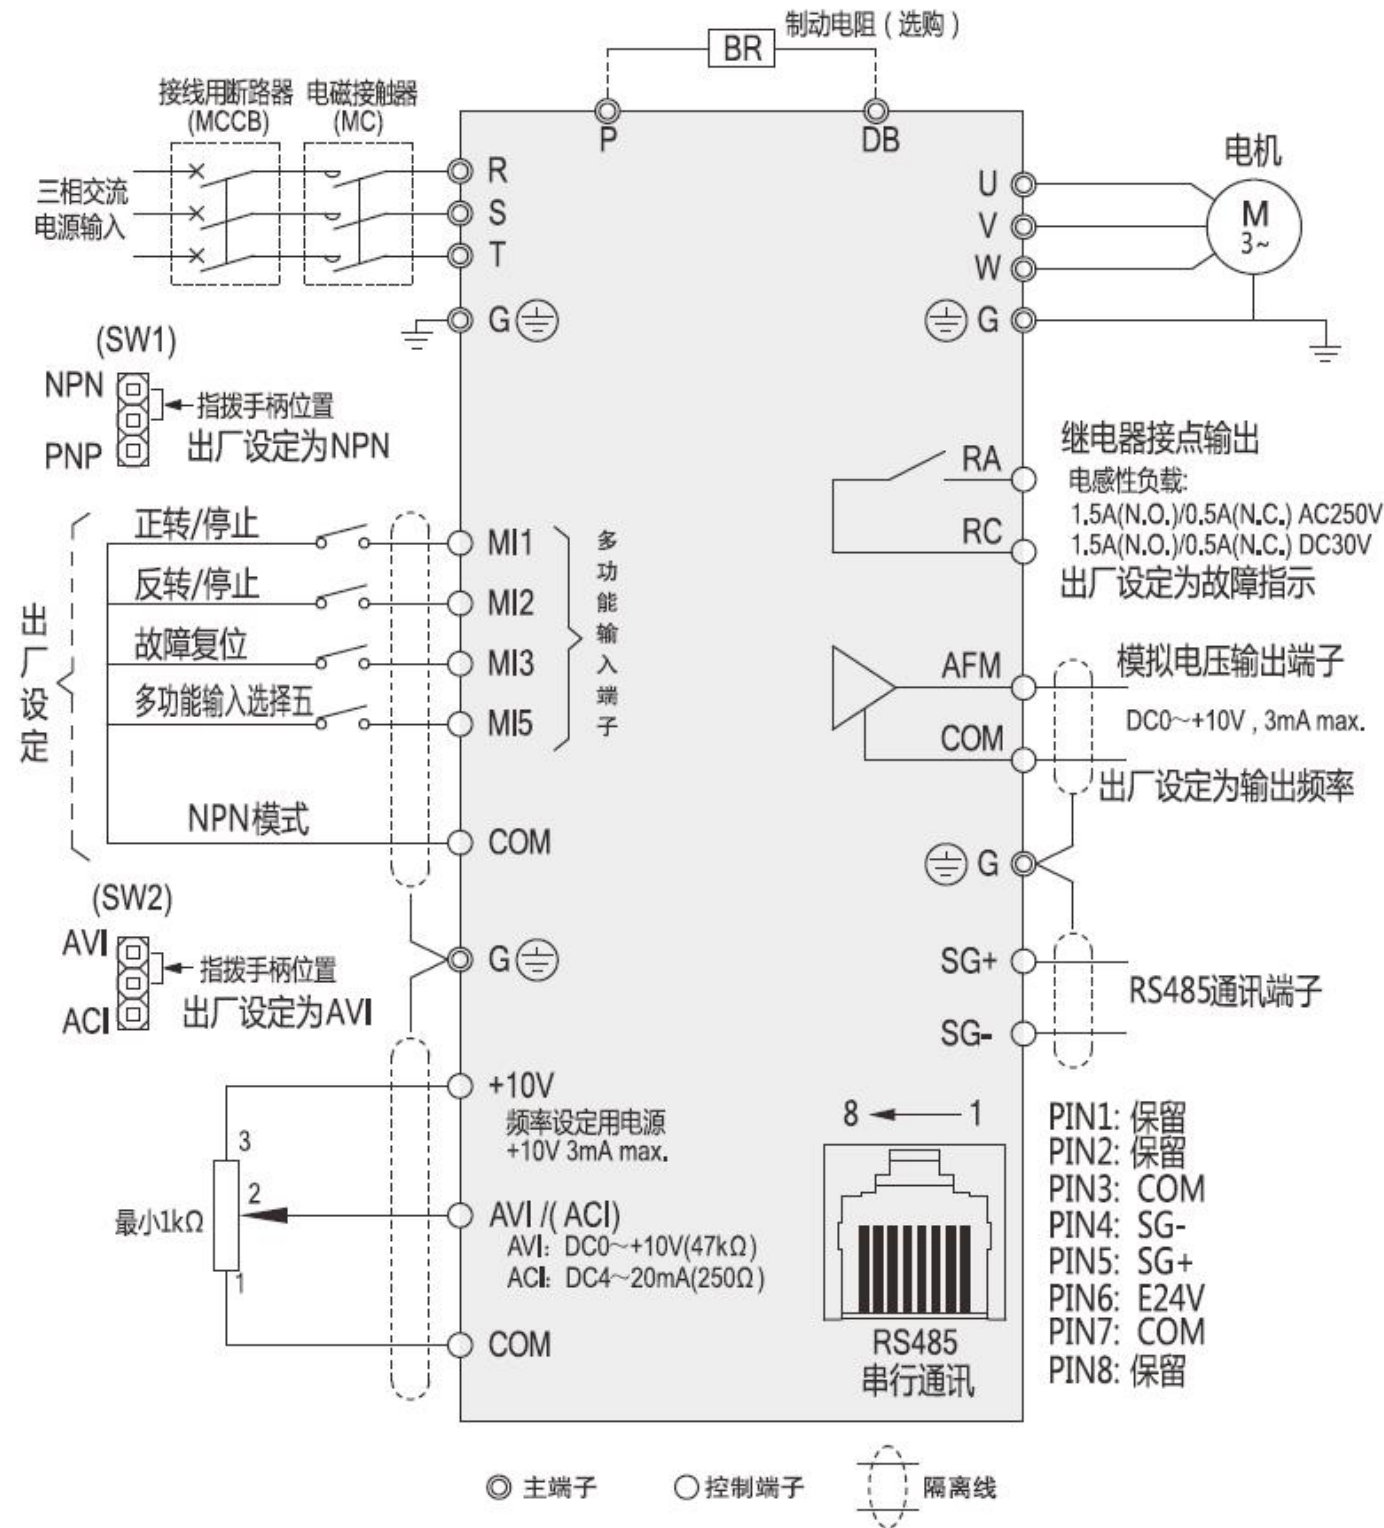 制动电阻（选购）
BR
P
DB
接线用断路器
(MCCB)
电磁接触器
(MC)
三相交流
电源输入
R
S
T
G
U
V
W
G
电机
M
3~
(SW1)
NPN
PNP
指拨手柄位置
出厂设定为NPN
出厂设定
正转/停止
反转/停止
故障复位
多功能输入选择五
NPN模式
MI1
MI2
MI3
MI5
COM
多功能输入端子
RA
RC
继电器接点输出
电感性负载:
1.5A(N.O.)/0.5A(N.C.) AC250V
1.5A(N.O.)/0.5A(N.C.) DC30V
出厂设定为故障指示
AFM
COM
模拟电压输出端子
DC0～+10V , 3mA max.
出厂设定为输出频率
G
(SW2)
AVI
ACI
指拨手柄位置
出厂设定为AVI
G
SG+
SG-
RS485通讯端子
+10V
频率设定用电源
+10V 3mA max.
3
2
1
最小1kΩ
AVI /( ACI)
AVI: DC0～+10V(47kΩ)
ACI: DC4～20mA(250Ω)
COM
8
1
RS485
串行通讯
PIN1: 保留
PIN2: 保留
PIN3: COM
PIN4: SG-
PIN5: SG+
PIN6: E24V
PIN7: COM
PIN8: 保留
主端子
控制端子
隔离线